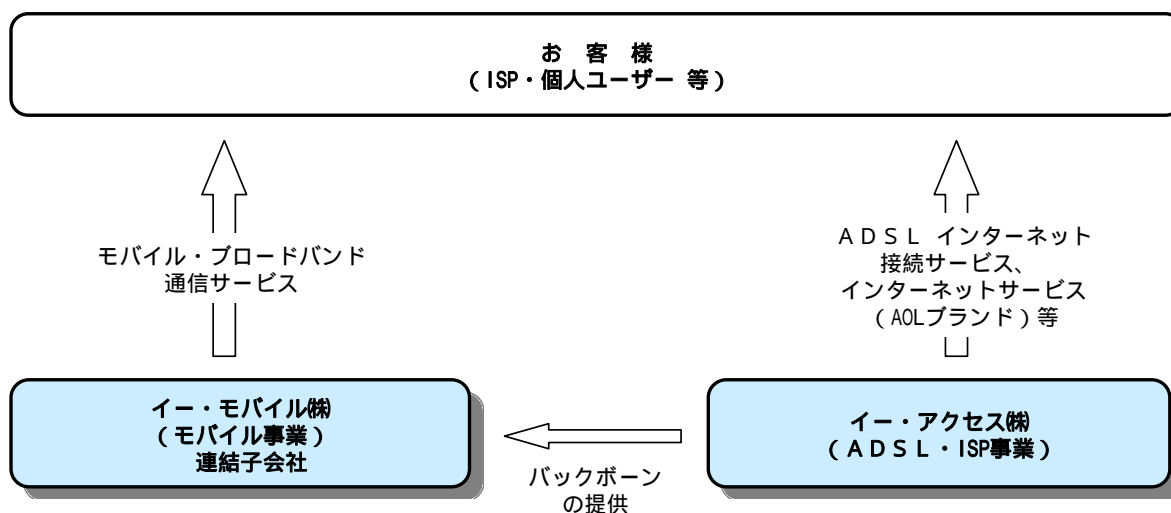 お 客 様
(ISP・個人ユーザー 等)
モバイル・ブロードバンド
通信サービス
ADSL インターネット
接続サービス、
インターネットサービス
(AOLブランド)等
イー・モバイル㈱
(モバイル事業)
連結子会社
イー・アクセス㈱
(ADSL・ISP事業)
バックボーン
の提供